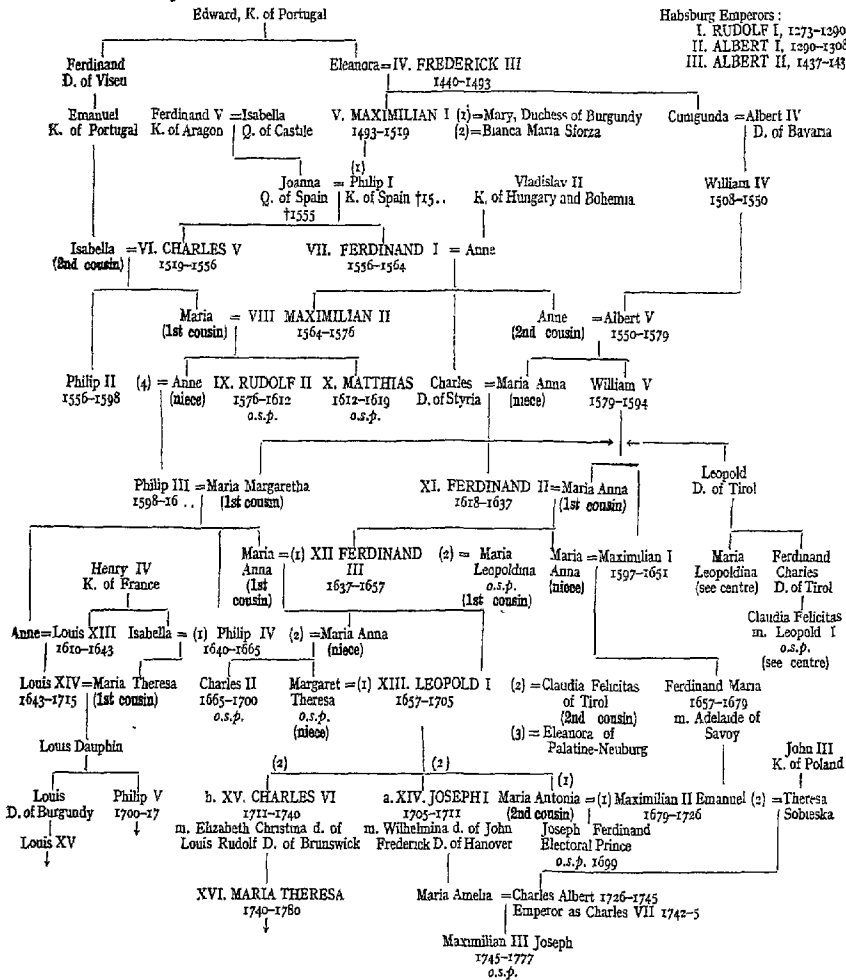 Edward, K. of Portugal
Habsburg Emperors :
I. RUDOLF I, 1273–1290
II. ALBERT I, 1290–1308
III. ALBERT II, 1437–143
Ferdinand
D. of Viseu
Eleanora = IV. FREDERICK III
1440–1493
Emanuel
K. of Portugal
Ferdinand V = Isabella
K. of Aragon Q. of Castile
V. MAXIMILIAN I (1) = Mary, Duchess of Burgundy
1493–1519 (2) = Bianca Maria Sforza
Cunigunda = Albert IV
D. of Bavaria
(1)
Joanna = Philip I
Q. of Spain K. of Spain †15..
†1555
Vladislav II
K. of Hungary and Bohemia
William IV
1508–1550
Isabella = VI. CHARLES V
(2nd cousin) 1519–1556
VII. FERDINAND I = Anne
1556–1564
Maria = VIII MAXIMILIAN II
(1st cousin) 1564–1576
Anne = Albert V
(2nd cousin) 1550–1579
Philip II (4) = Anne IX. RUDOLF II X. MATTHIAS Charles = Maria Anna William V
1556–1598 (niece) 1576–1612 1612–1619 D. of Styria (niece) 1579–1594
o.s.p. o.s.p.
Philip III = Maria Margaretha
1598–16 .. (1st cousin)
XI. FERDINAND II = Maria Anna
1618–1637 (1st cousin)
Leopold
D. of Tirol
Henry IV
K. of France
Maria = (1) XII FERDINAND (2) = Maria
Anna III Leopoldina
(1st 1637–1657 o.s.p.
cousin) (1st cousin)
Maria = Maximilian I
Anna 1597–1651
(niece)
Maria
Leopoldina
(see centre)
Ferdinand
Charles
D. of Tirol
Claudia Felicitas
m. Leopold I
o.s.p.
(see centre)
Anne = Louis XIII Isabella = (1) Philip IV (2) = Maria Anna
1610–1643 1640–1665 (niece)
Louis XIV = Maria Theresa
1643–1715 (1st cousin)
Charles II
1665–1700
o.s.p.
Margaret = (1) XIII. LEOPOLD I
Theresa 1657–1705
o.s.p.
(niece)
(2) = Claudia Felicitas
of Tirol
(2nd cousin)
(3) = Eleanora of
Palatine-Neuburg
Ferdinand Maria
1657–1679
m. Adelaide of
Savoy
Louis Dauphin
John III
K. of Poland
(2) (2) (1)
Louis
D. of Burgundy
Philip V
1700–17
b. XV. CHARLES VI
1711–1740
m. Elizabeth Christina d. of
Louis Rudolf D. of Brunswick
a. XIV. JOSEPH I
1705–1711
m. Wilhelmina d. of John
Frederick D. of Hanover
Maria Antonia = (1) Maximilian II Emanuel (2) = Theresa
(2nd cousin) 1679–1726 Sobieska
Joseph Ferdinand
Electoral Prince
o.s.p. 1699
Louis XV
XVI. MARIA THERESA
1740–1780
Maria Amelia = Charles Albert 1726–1745
Emperor as Charles VII 1742–5
Maximilian III Joseph
1745–1777
o.s.p.